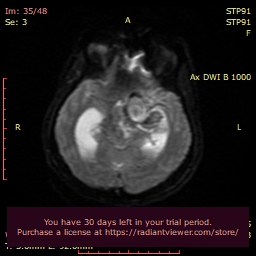 Im: 35/48
Se: 3
STP91
STP91
F
A
Ax DWI B 1000
R
L
You have 30 days left in your trial period.
Purchase a license at https://radiantviewer.com/store/